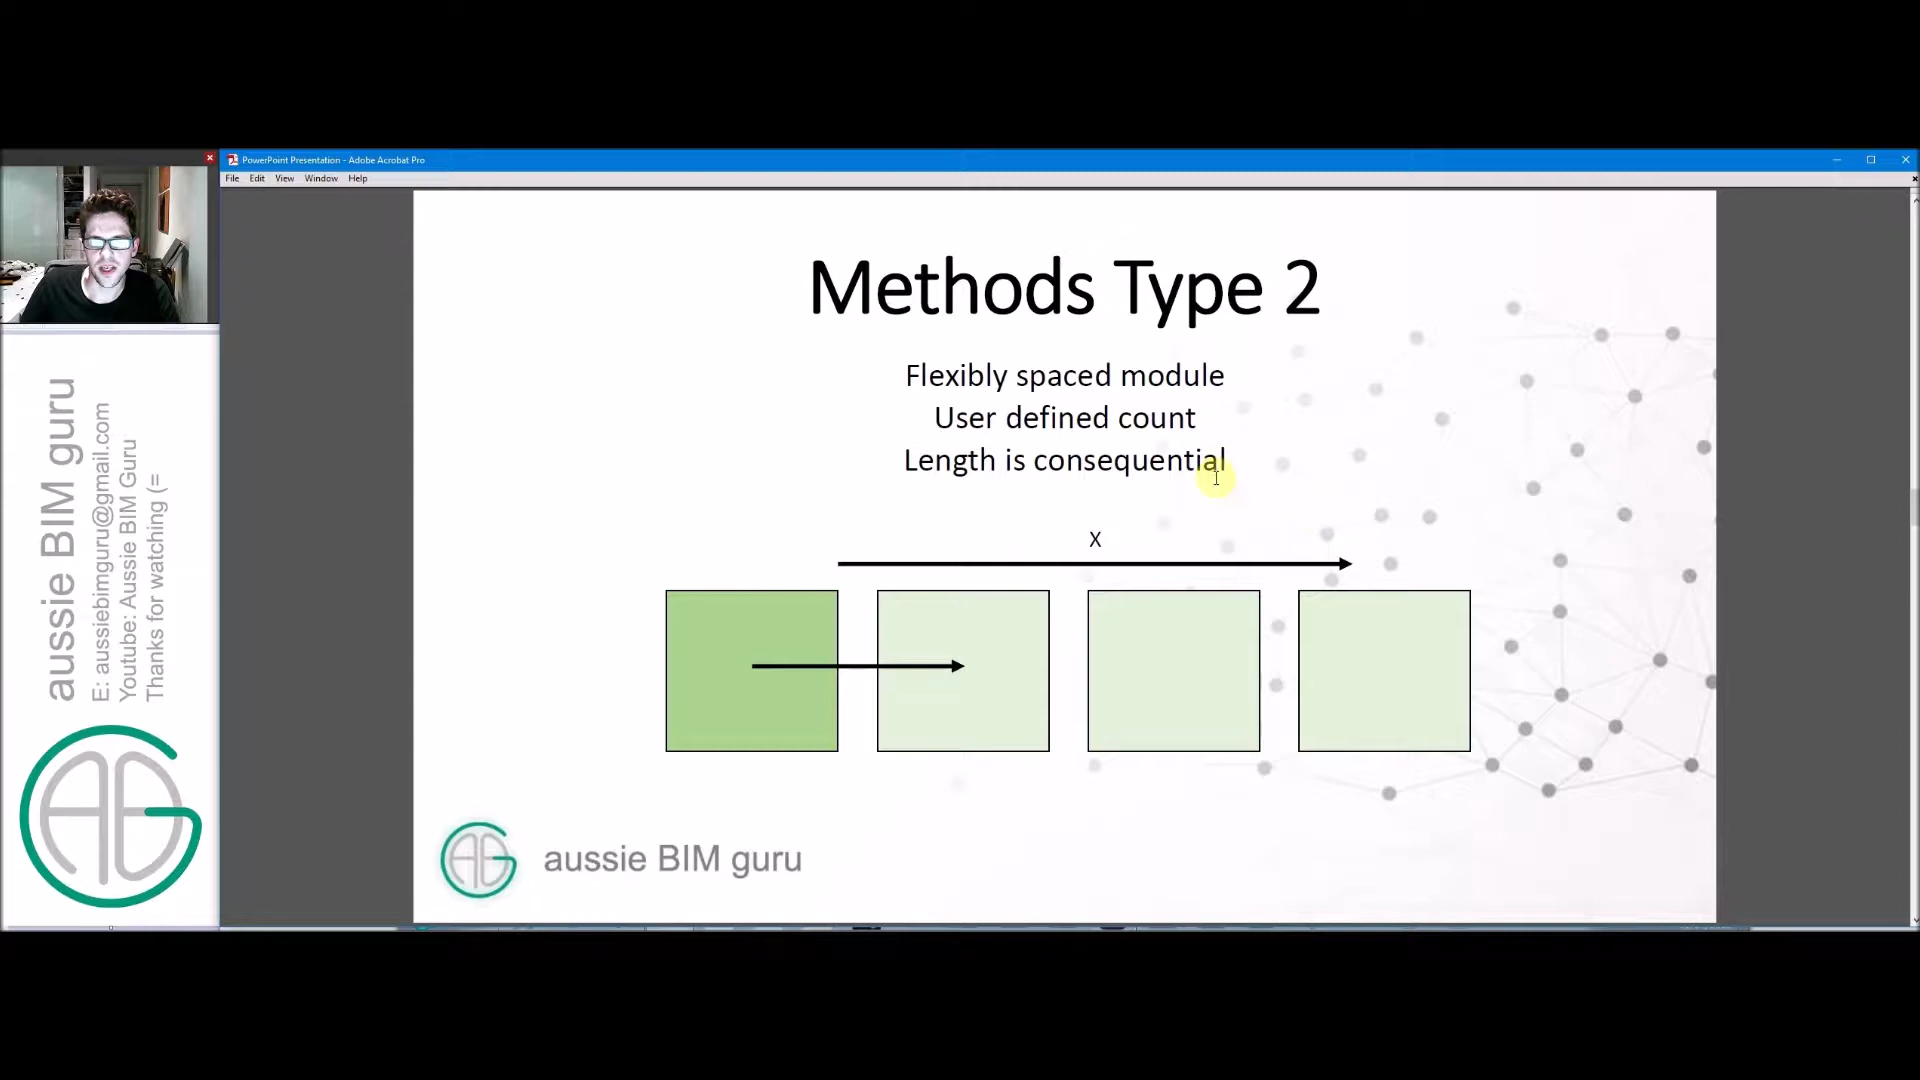 PowerPoint Presentation - Adobe Acrobat Pro
File Edit View Window Help
Methods Type 2
Flexibly spaced module
User defined count
Length is consequential
X
aussie BIM guru
aussie BIM guru
E: aussiebimguru@gmail.com
Youtube: Aussie BIM Guru
Thanks for watching (=